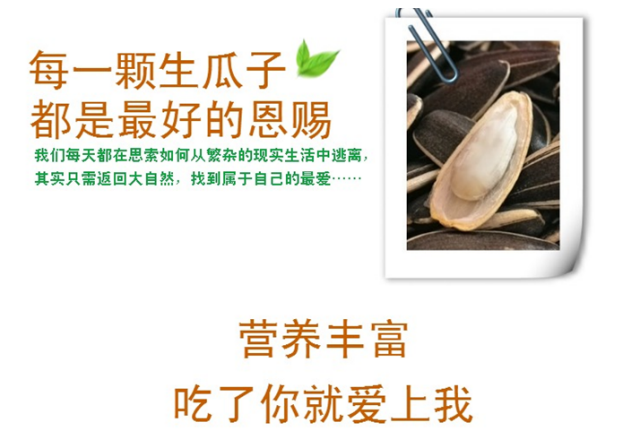 每一颗生瓜子
都是最好的恩赐
我们每天都在思索如何从繁杂的现实生活中逃离，
其实只需返回大自然，找到属于自己的最爱……
营养丰富
吃了你就爱上我